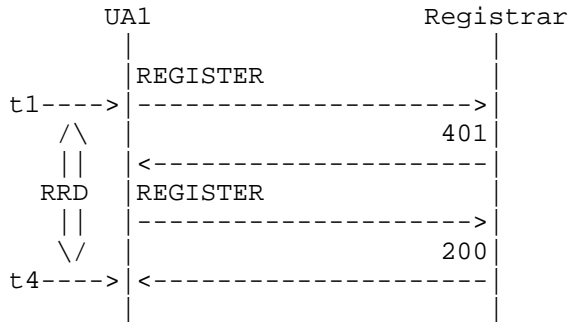 UA1 Registrar
REGISTER
t1---->|--------------------->|
/\ 401|
|| |<---------------------|
RRD |REGISTER
|| |--------------------->|
\/ 200|
t4---->|<---------------------|